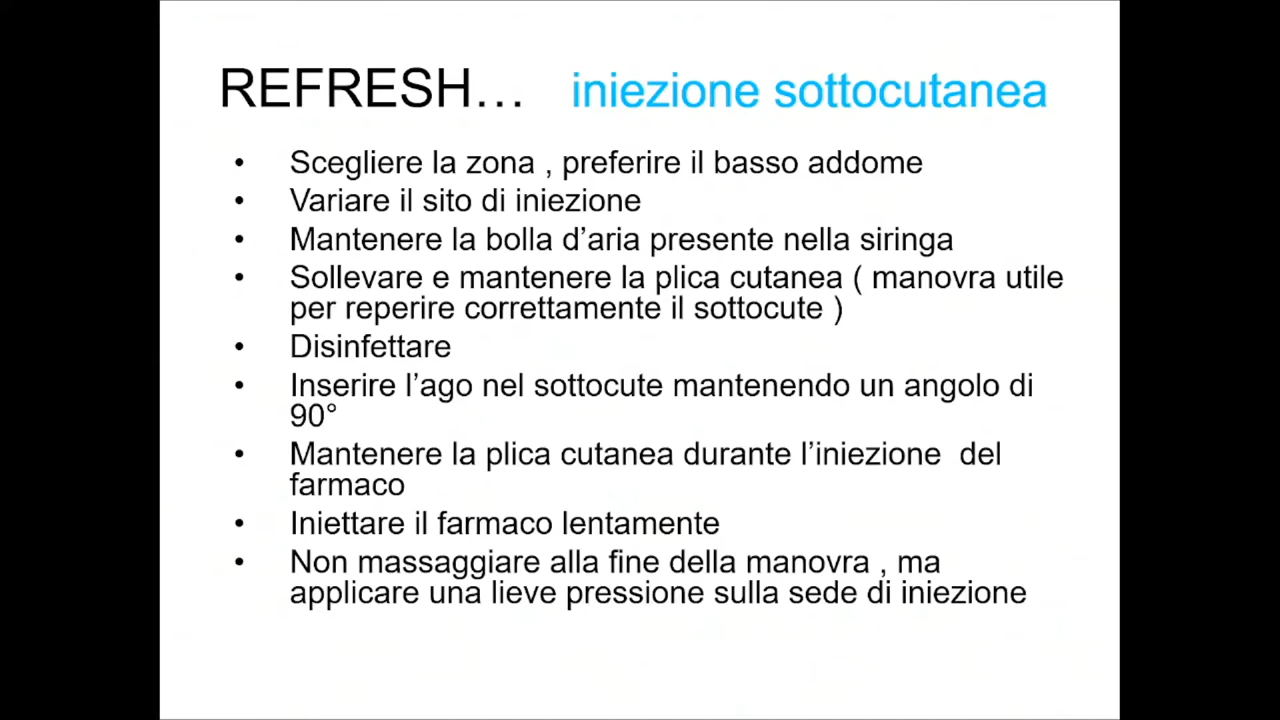 REFRESH... iniezione sottocutanea
• Scegliere la zona , preferire il basso addome
• Variare il sito di iniezione
• Mantenere la bolla d’aria presente nella siringa
• Sollevare e mantenere la plica cutanea ( manovra utile
per reperire correttamente il sottocute )
• Disinfettare
• Inserire l’ago nel sottocute mantenendo un angolo di
90°
• Mantenere la plica cutanea durante l’iniezione  del
farmaco
• Iniettare il farmaco lentamente
• Non massaggiare alla fine della manovra , ma
applicare una lieve pressione sulla sede di iniezione